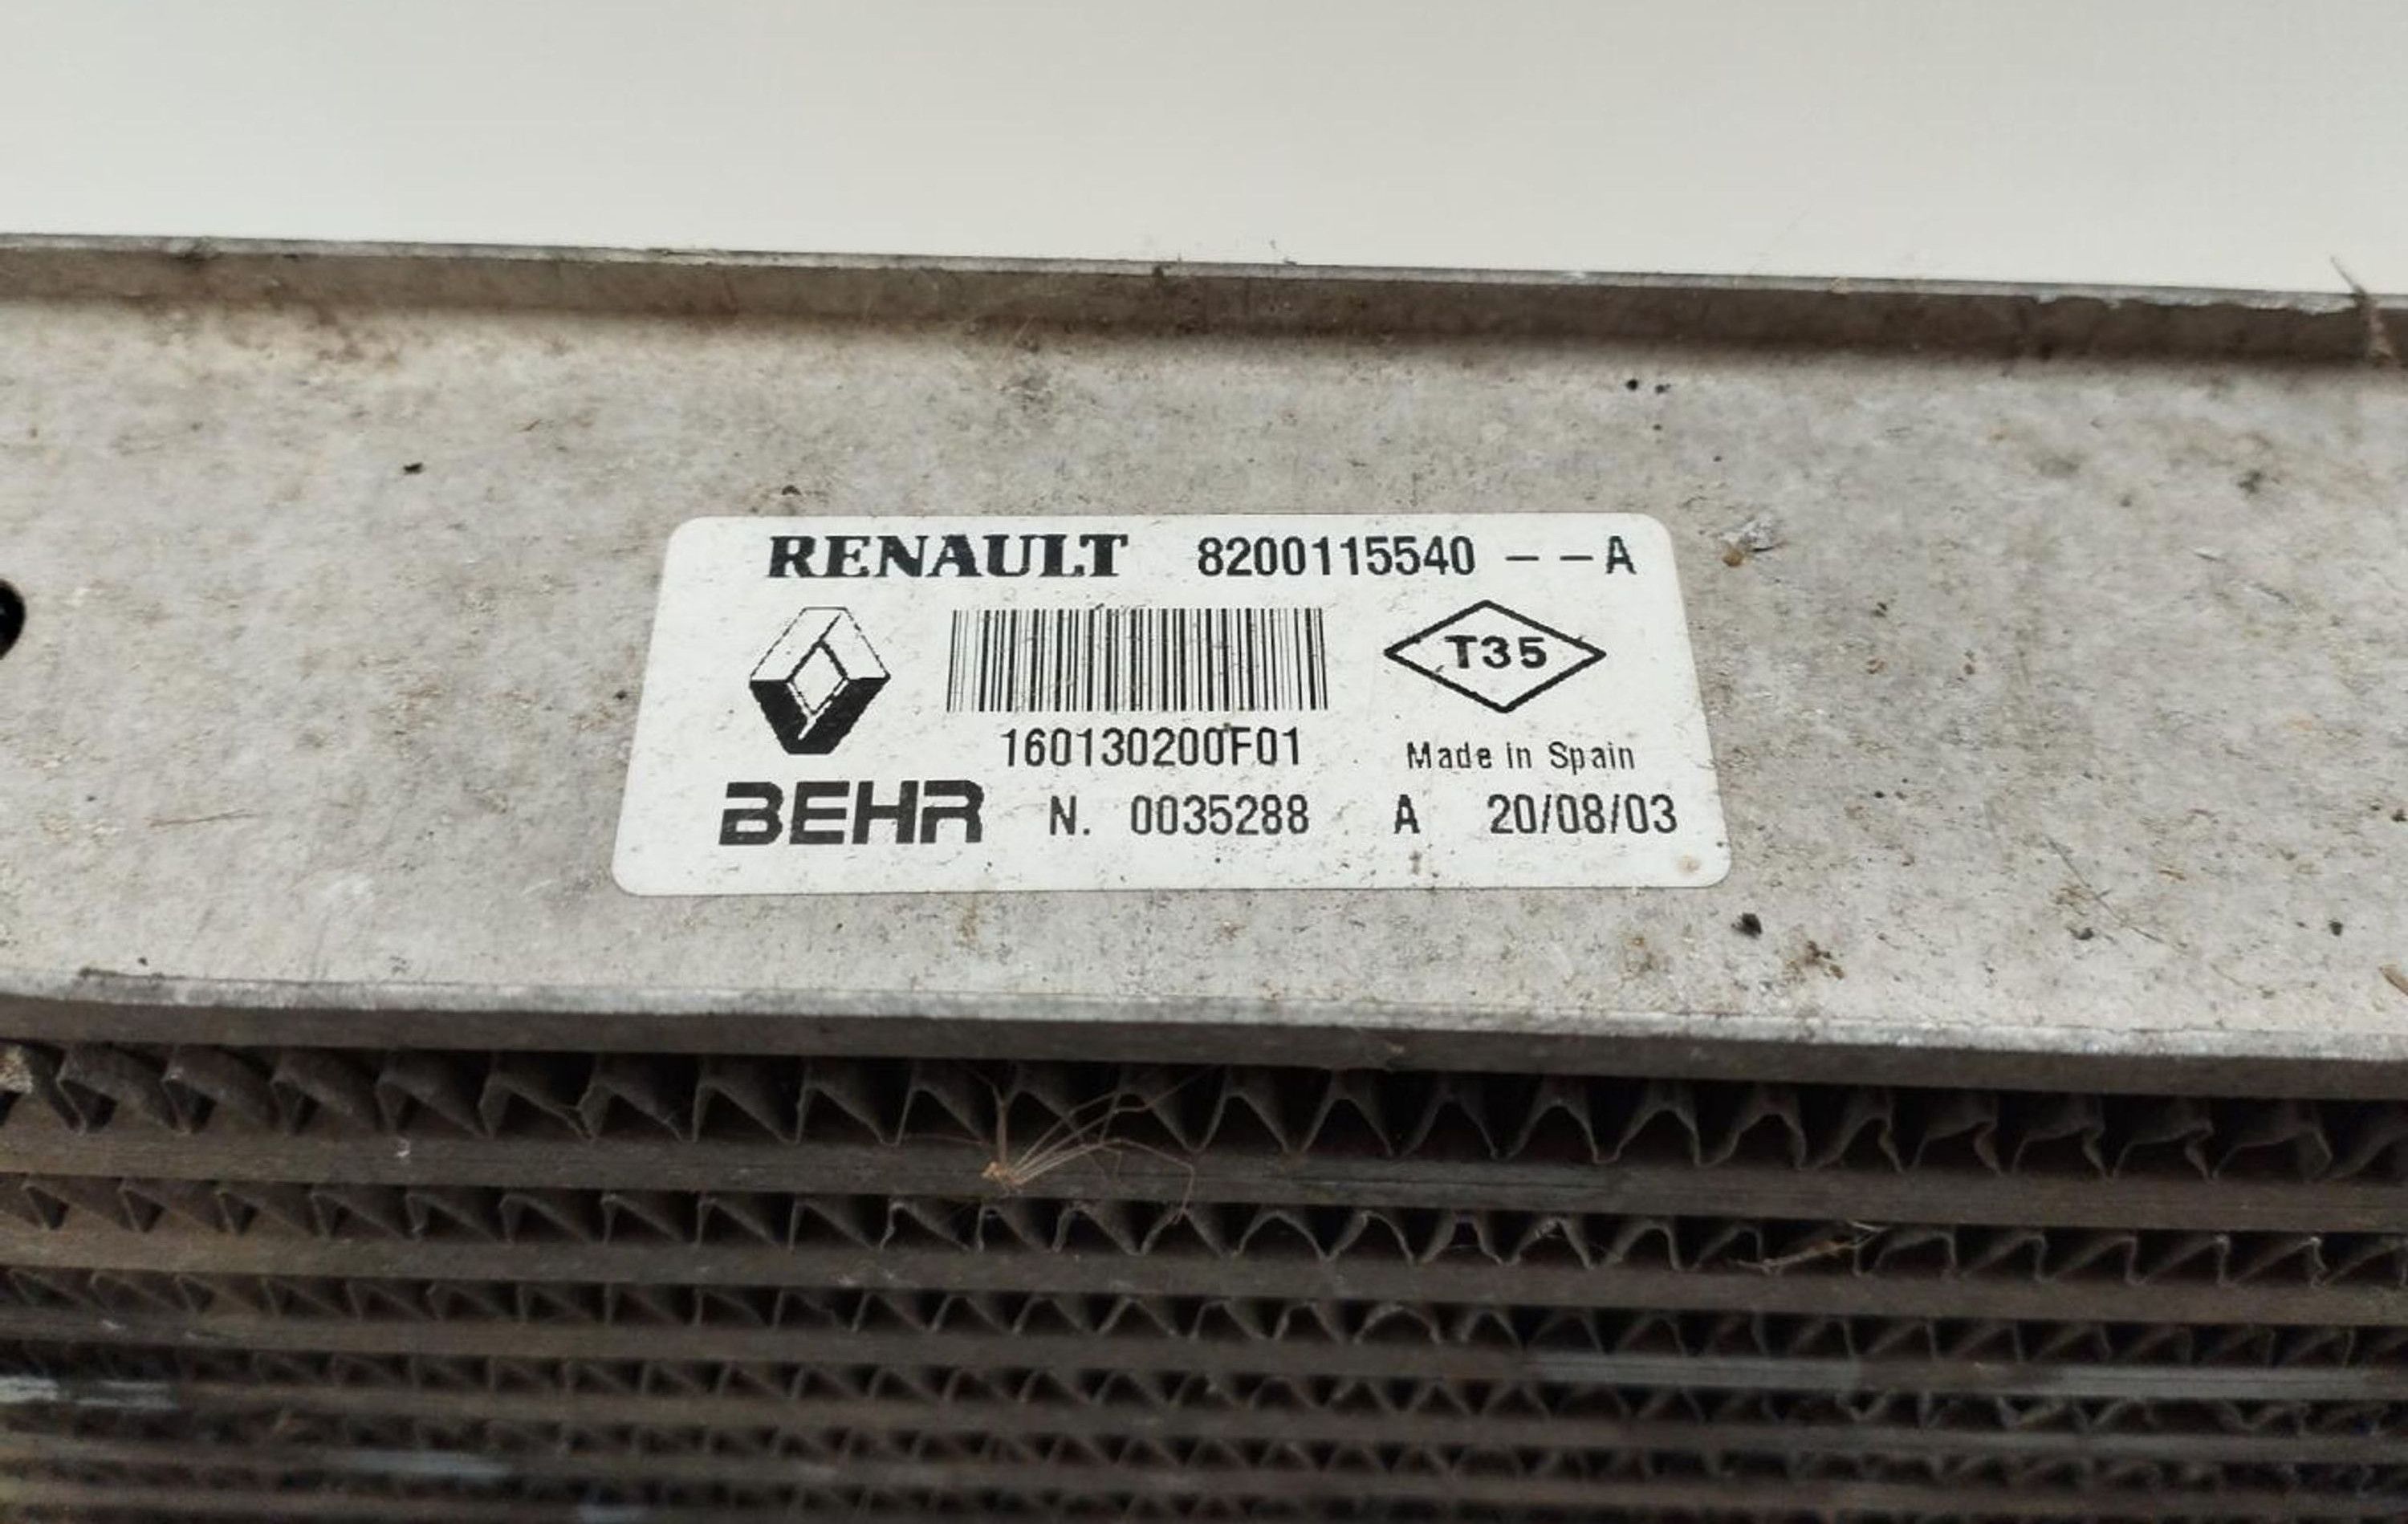 RENAULT 8200115540 - - A
T35
160130200F01
Made in Spain
BEHR N. 0035288 A 20/08/03